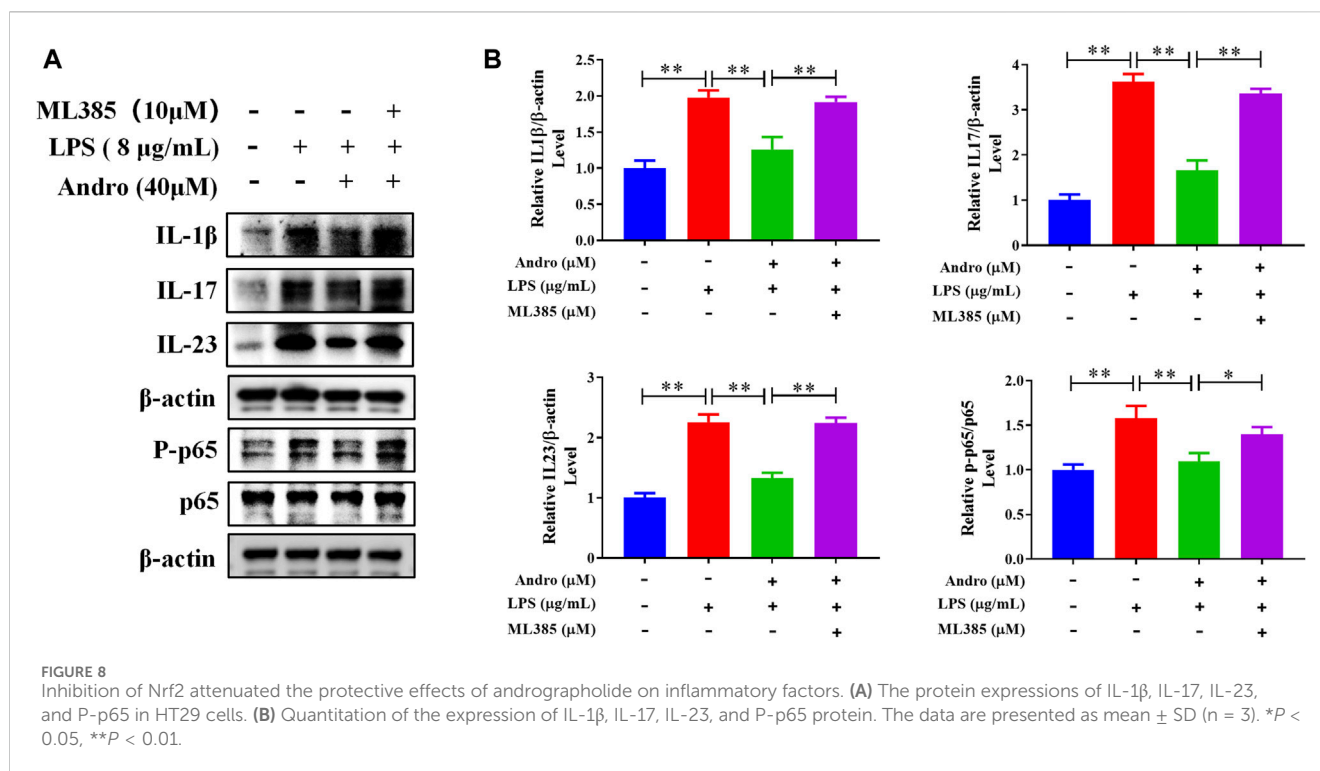 A
ML385 (10μM) - - - +
LPS ( 8 μg/mL) - + + +
Andro (40μM) - - + +
IL-1β
IL-17
IL-23
β-actin
P-p65
p65
β-actin
B
Relative IL1β/β-actin
Level
2.5
2.0
1.5
1.0
0.5
0.0
** ** **
Andro (μM) - - + +
LPS (μg/mL) - + + +
ML385 (μM) - - - +
Relative IL17/β-actin
Level
4
3
2
1
0
** ** **
Andro (μM) - - + +
LPS (μg/mL) - + + +
ML385 (μM) - - - +
Relative IL23/β-actin
Level
3
2
1
0
** ** **
Andro (μM) - - + +
LPS (μg/mL) - + + +
ML385 (μM) - - - +
Relative p-p65/p65
Level
2.0
1.5
1.0
0.5
0.0
** ** *
Andro (μM) - - + +
LPS (μg/mL) - + + +
ML385 (μM) - - - +
FIGURE 8
Inhibition of Nrf2 attenuated the protective effects of andrographolide on inflammatory factors. (A) The protein expressions of IL-1β, IL-17, IL-23,
and P-p65 in HT29 cells. (B) Quantitation of the expression of IL-1β, IL-17, IL-23, and P-p65 protein. The data are presented as mean ± SD (n = 3). *P <
0.05, **P < 0.01.